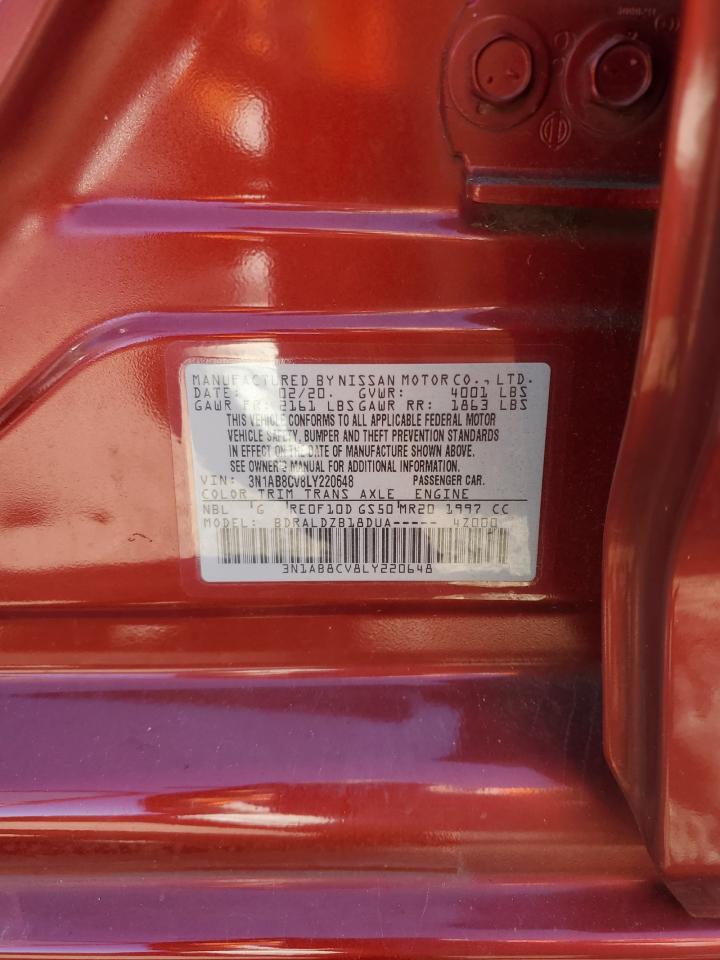 MANUFACTURED BY NISSAN MOTOR CO., LTD.
DATE: 02/20. GVWR: 4001 LBS
GAWR FR: 2161 LBS GAWR RR: 1863 LBS
THIS VEHICLE CONFORMS TO ALL APPLICABLE FEDERAL MOTOR
VEHICLE SAFETY, BUMPER AND THEFT PREVENTION STANDARDS
IN EFFECT ON THE DATE OF MANUFACTURE SHOWN ABOVE.
SEE OWNER'S MANUAL FOR ADDITIONAL INFORMATION.
VIN: 3N1AB8CV8LY220648 PASSENGER CAR.
COLOR TRIM TRANS AXLE ENGINE
NBL G RE0F10D GS50 MR20 1997 CC
MODEL: BDRALDZB18DUA----- 4Z000
3N1AB8CV8LY220648